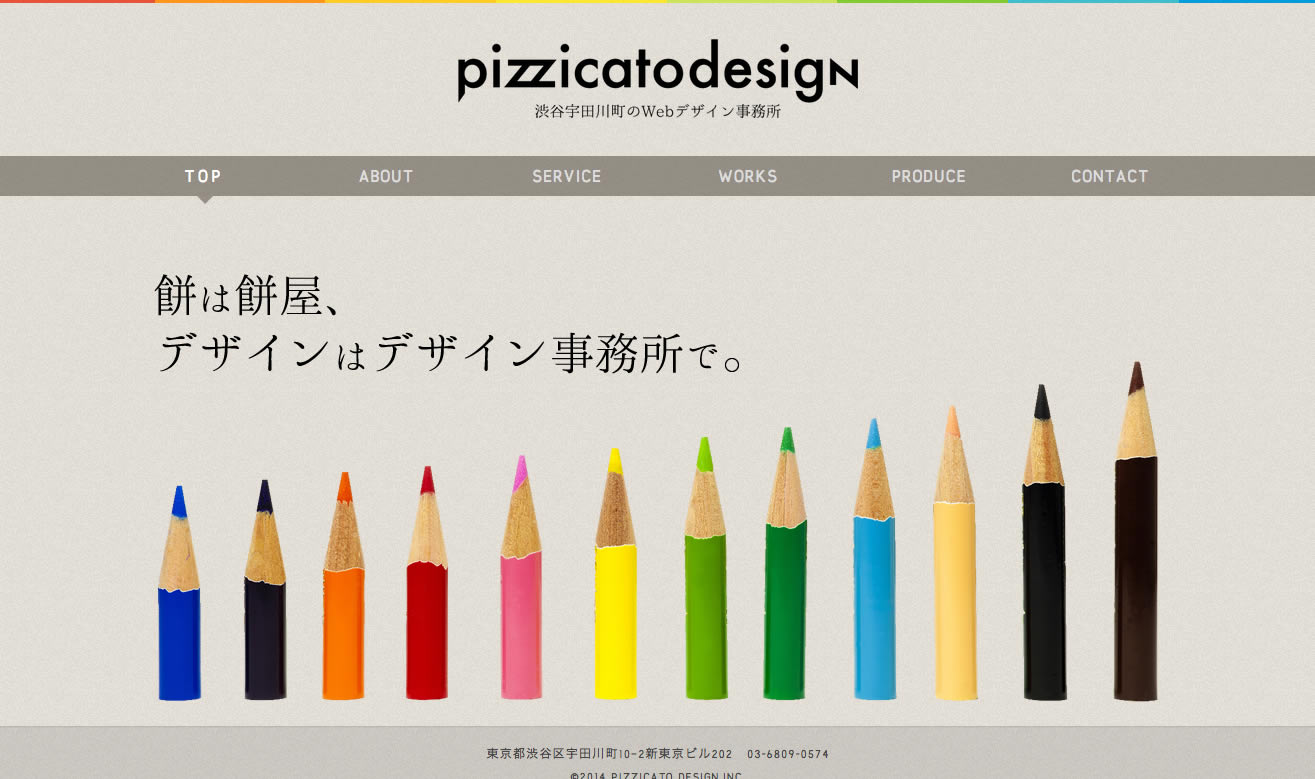 pizzicatodesign
渋谷宇田川町のWebデザイン事務所
TOP ABOUT SERVICE WORKS PRODUCE CONTACT
餅は餅屋、
デザインはデザイン事務所で。
東京都渋谷区宇田川町10-2新東京ビル202 03-6809-0574
©2014 PIZZICATO DESIGN INC